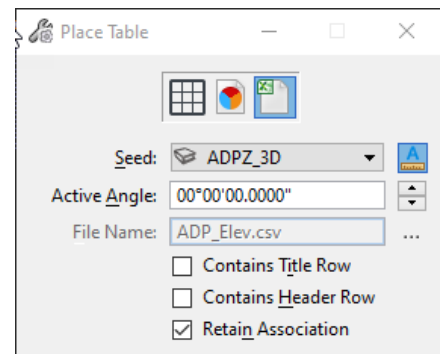 Place Table
Seed: ADPZ_3D A
Active Angle: 00°00'00.0000"
File Name: ADP_Elev.csv ...
Contains Title Row
Contains Header Row
Retain Association